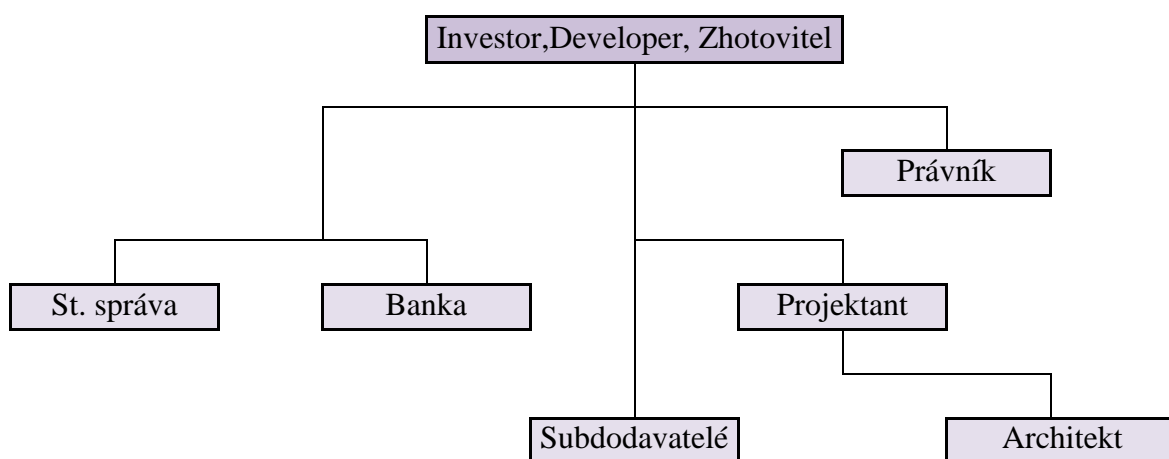 Investor,Developer, Zhotovitel
Právník
St. správa
Banka
Projektant
Subdodavatelé
Architekt